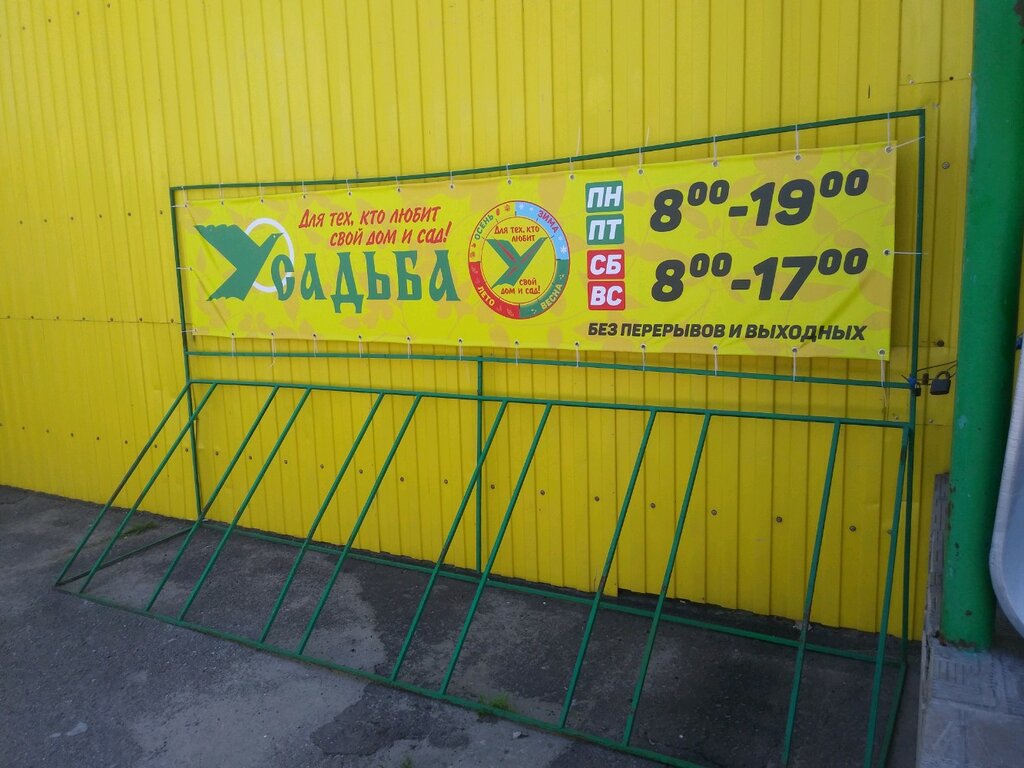 Для тех, кто любит
свой дом и сад!
Усадьба
ОСЕНЬ
ЗИМА
ВЕСНА
ЛЕТО
Для тех, кто
любит
свой
дом и сад!
ПН
ПТ
8⁰⁰-19⁰⁰
СБ
ВС
8⁰⁰-17⁰⁰
БЕЗ ПЕРЕРЫВОВ И ВЫХОДНЫХ